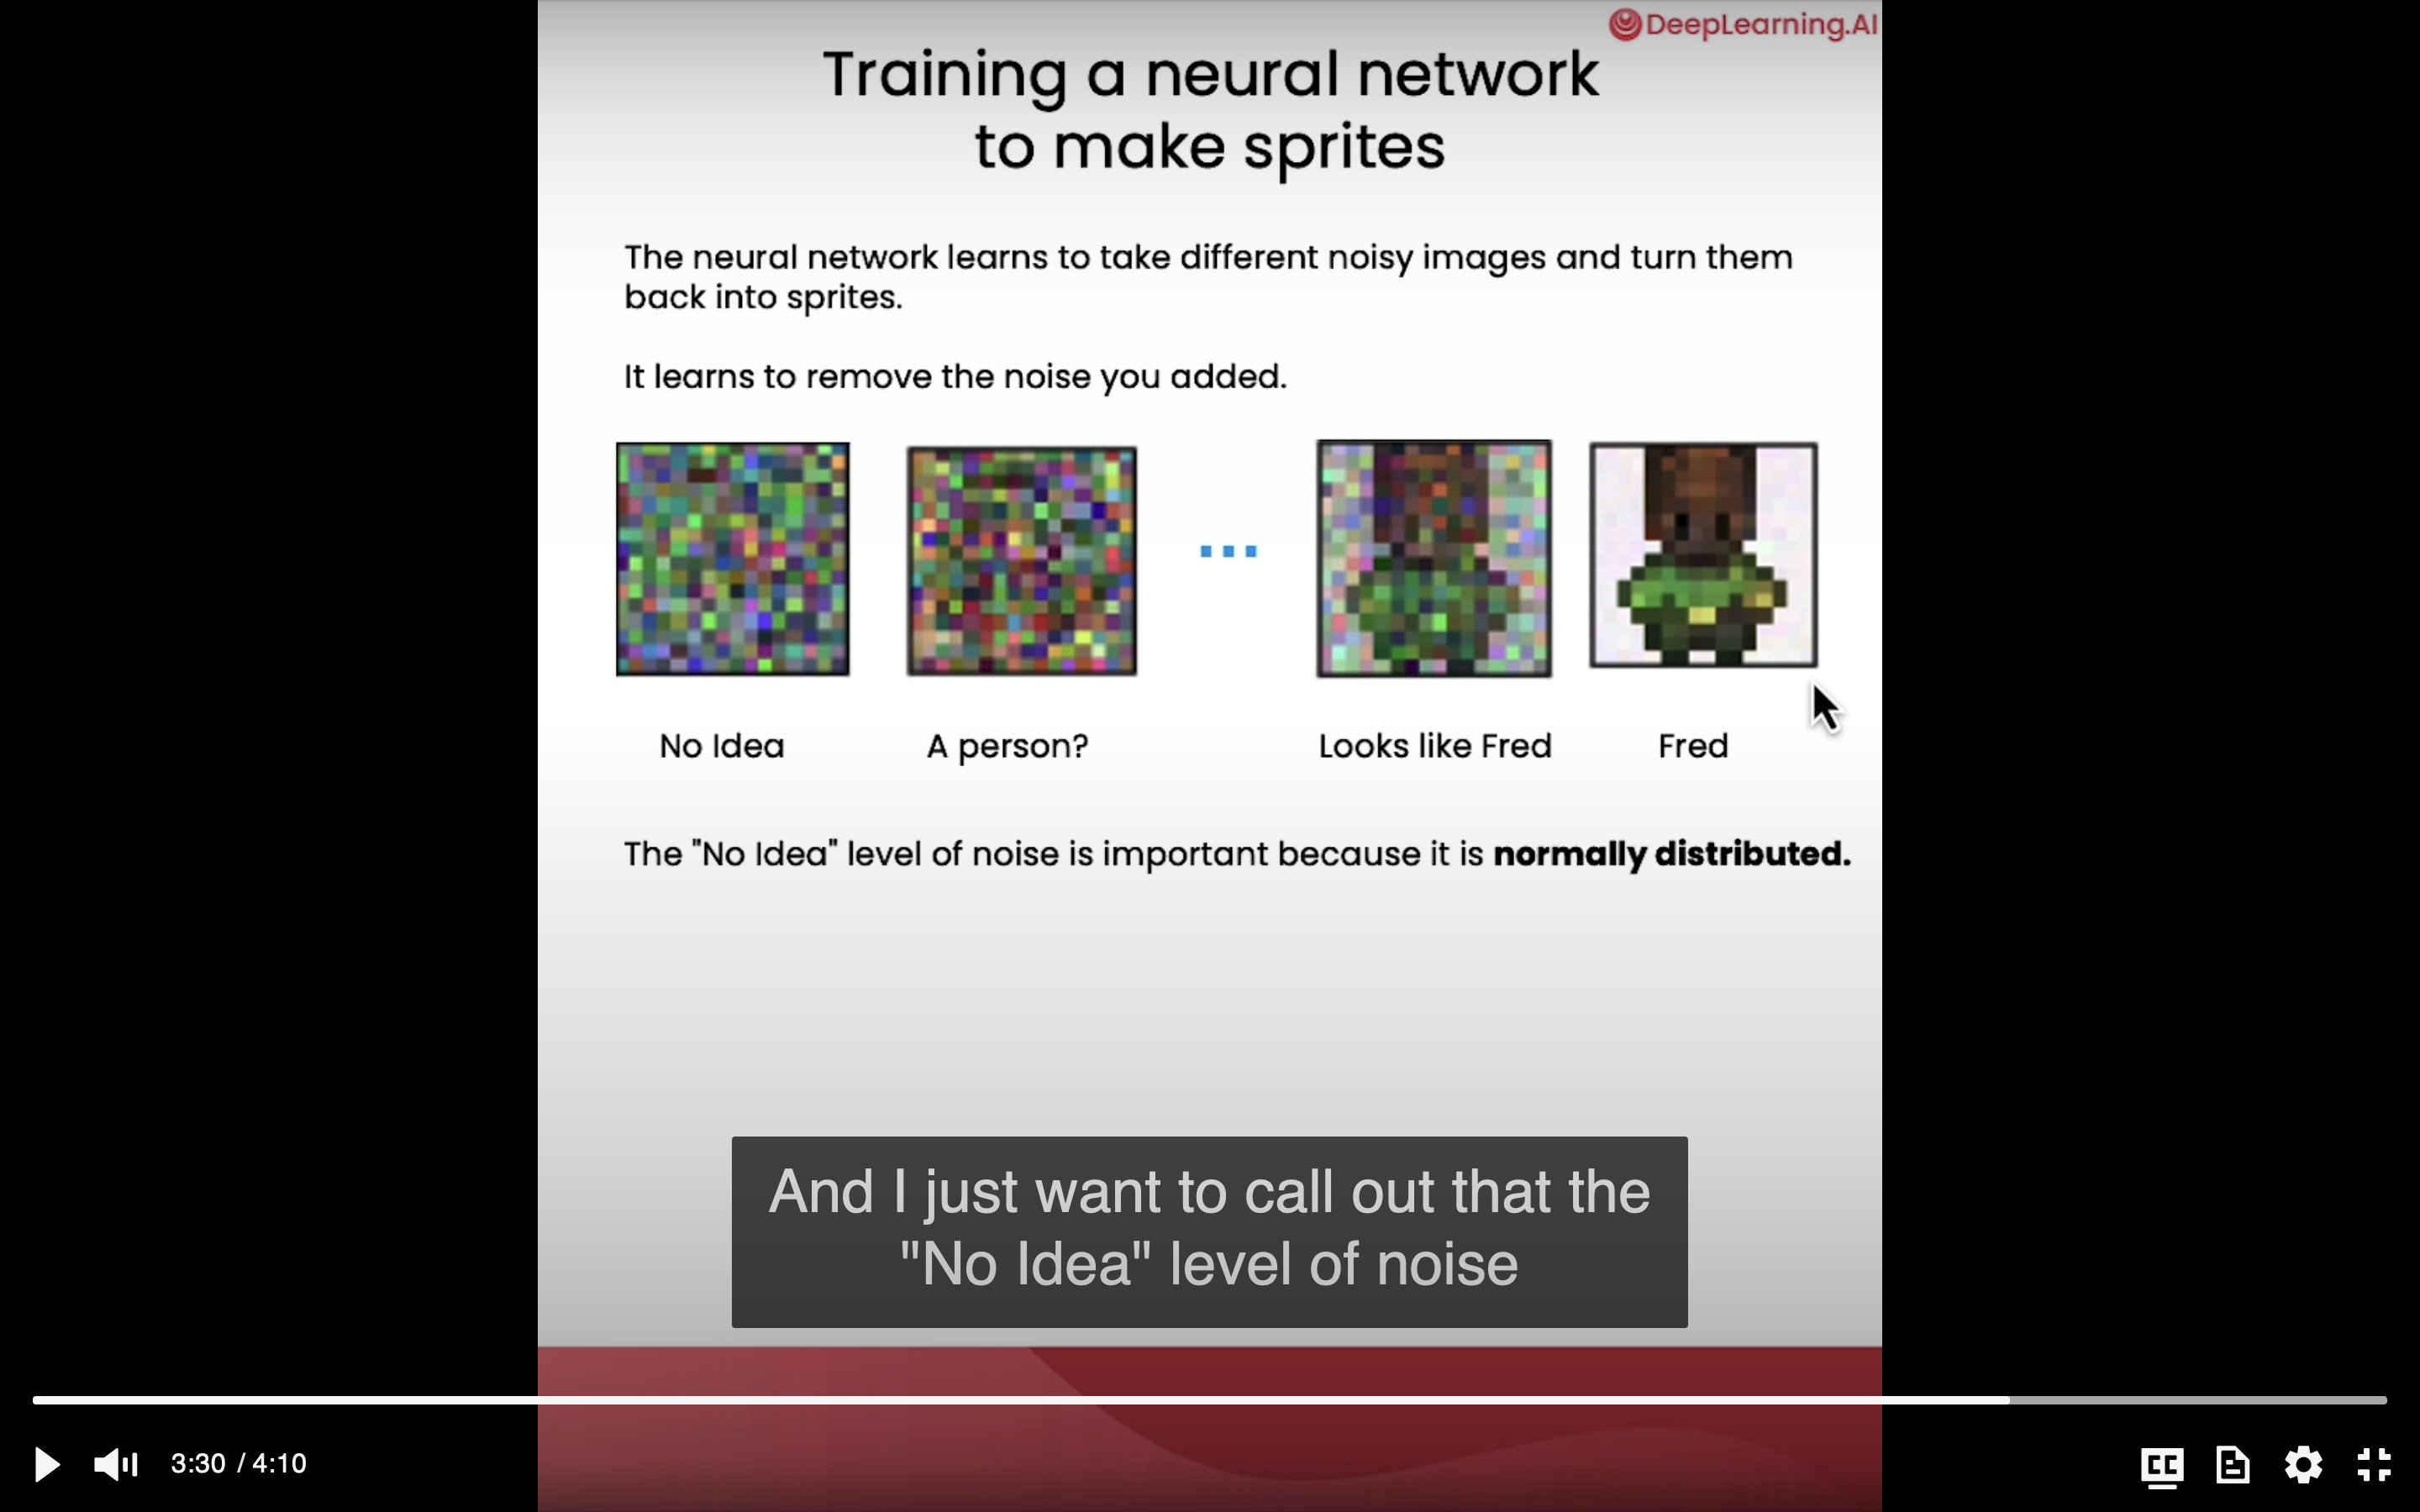 DeepLearning.AI
Training a neural network
to make sprites
The neural network learns to take different noisy images and turn them
back into sprites.
It learns to remove the noise you added.
No Idea
A person?
Looks like Fred
Fred
The "No Idea" level of noise is important because it is normally distributed.
And I just want to call out that the
"No Idea" level of noise
3:30 / 4:10
CC